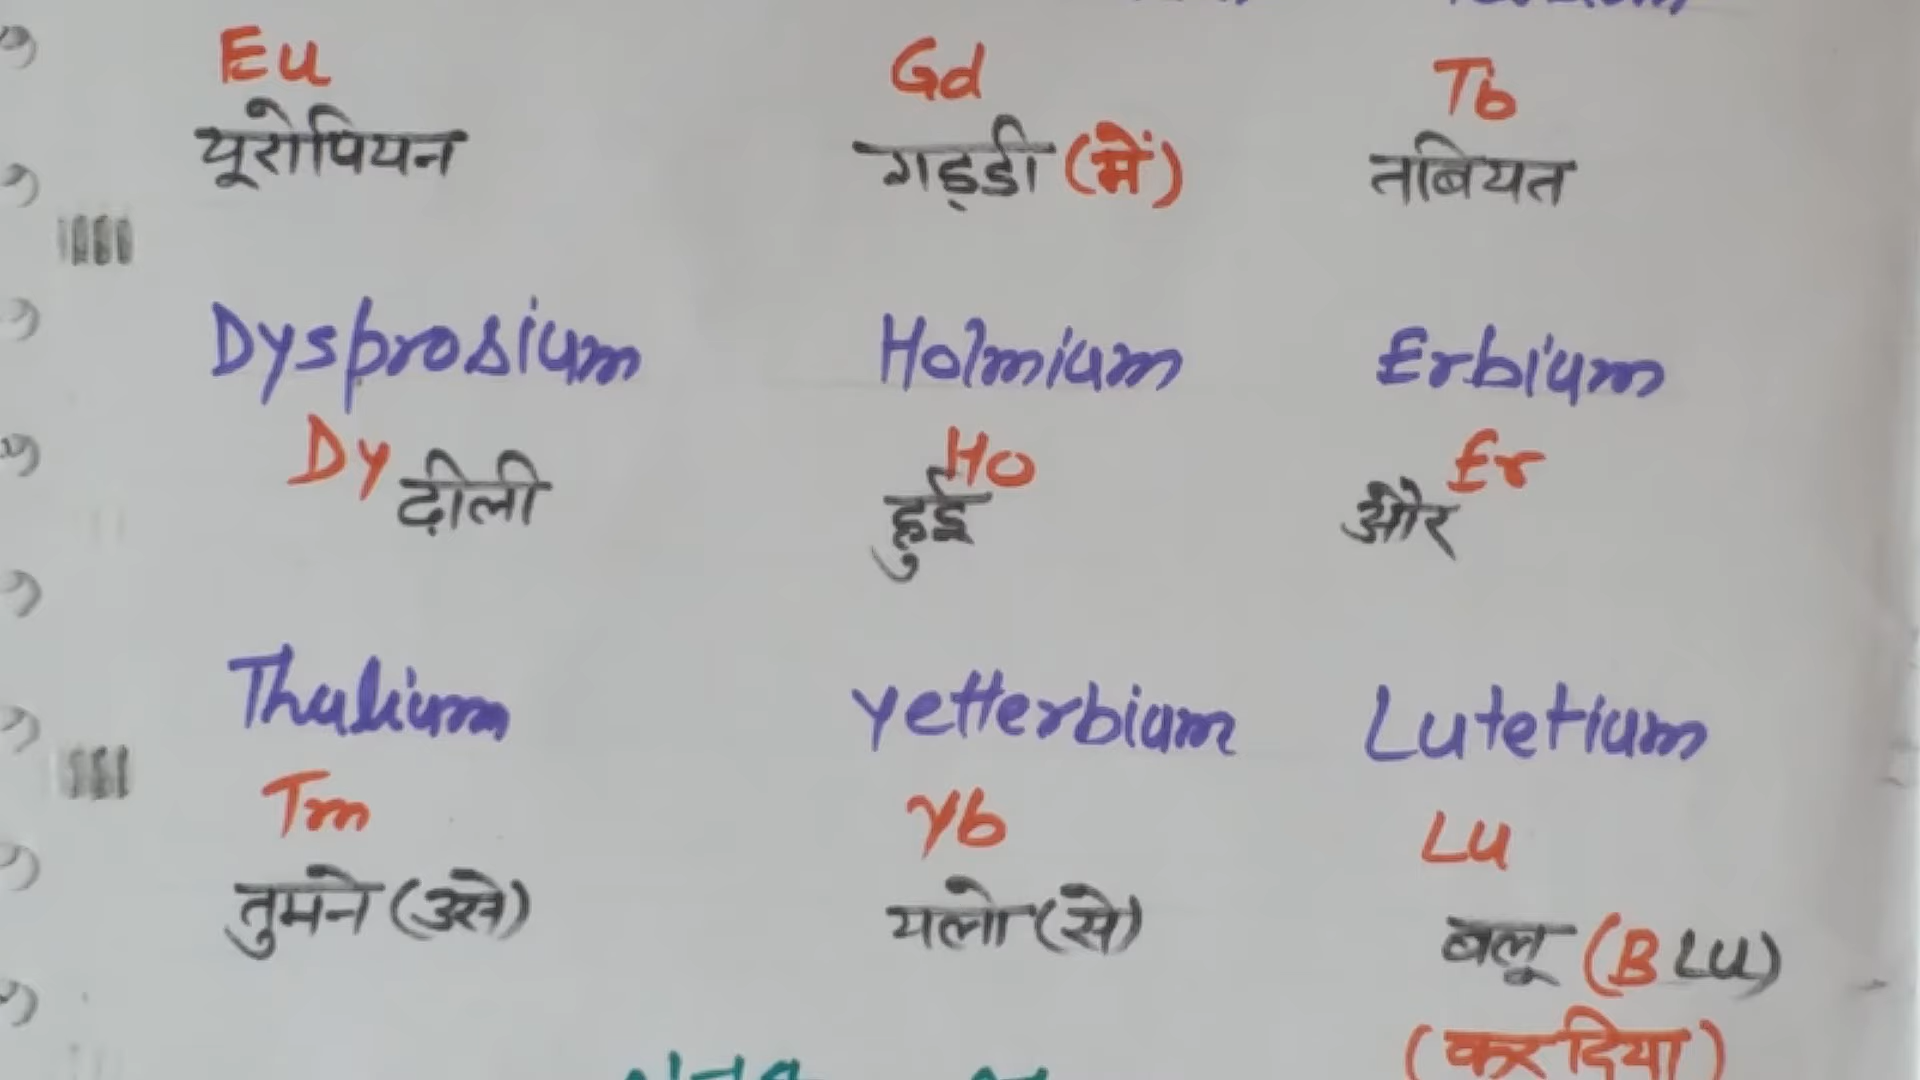 Eu Gd Tb
यूरोपियन गड्डी (में) तबियत
Dysprosium Holmium Erbium
Dy Ho Er
ढ़ीली हुई और
Thulium Yetterbium Lutetium
Tm Yb Lu
तुमने (उसे) यलो (से) बलू (BLU)
(कर दिया)